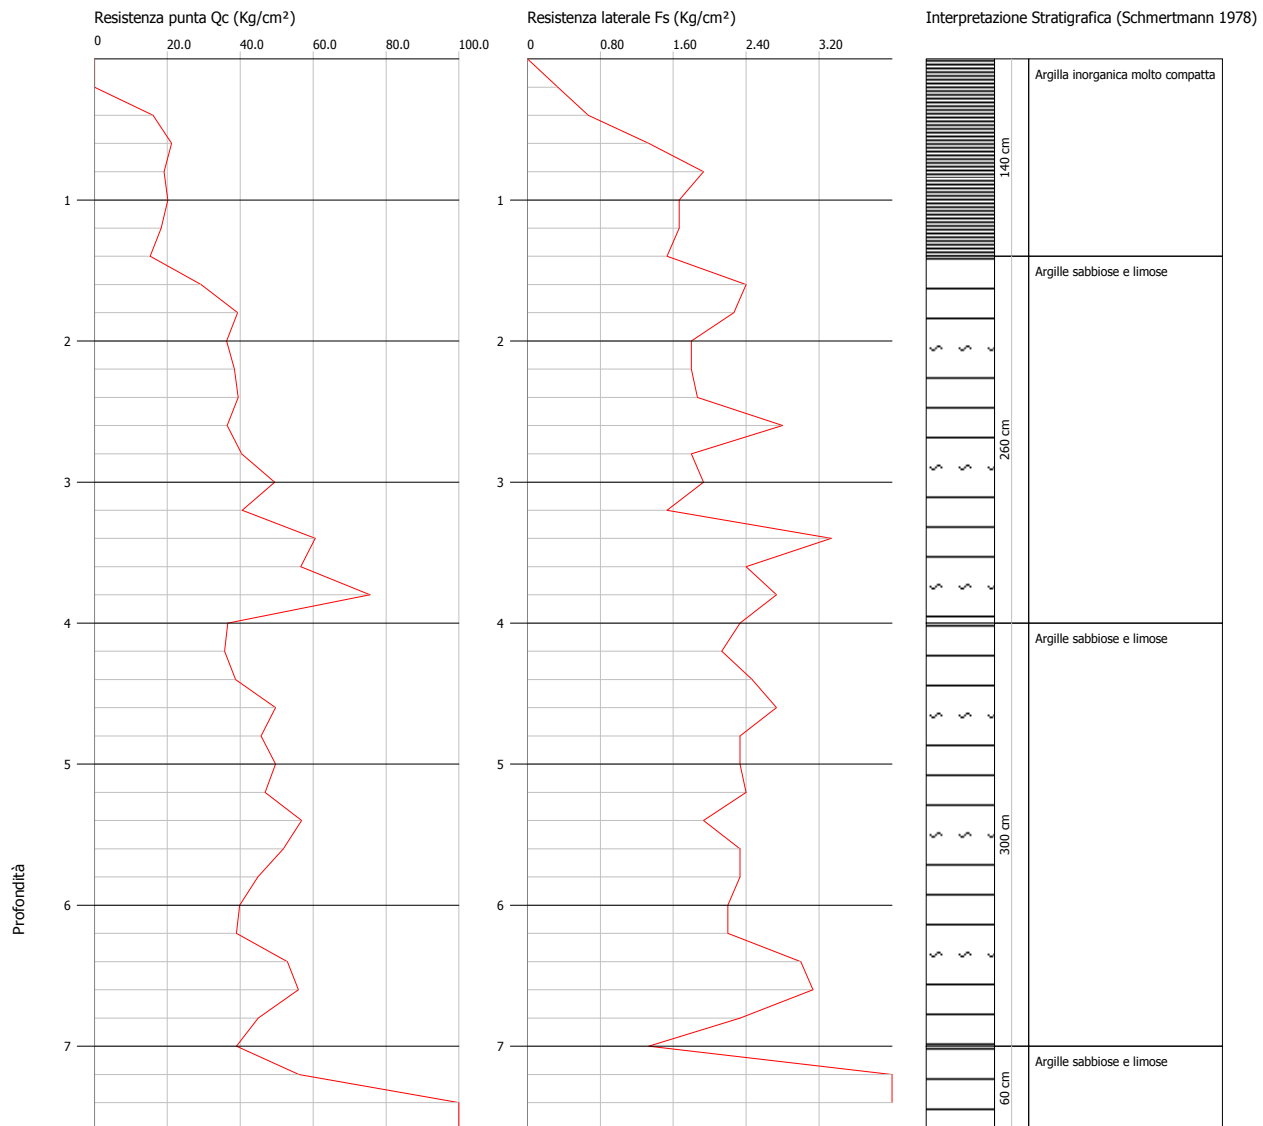 Resistenza punta Qc (Kg/cm²)
0 20.0 40.0 60.0 80.0 100.0
Resistenza laterale Fs (Kg/cm²)
0 0.80 1.60 2.40 3.20
Interpretazione Stratigrafica (Schmertmann 1978)
Profondità
1
2
3
4
5
6
7
1
2
3
4
5
6
7
140 cm
Argilla inorganica molto compatta
260 cm
Argille sabbiose e limose
300 cm
Argille sabbiose e limose
60 cm
Argille sabbiose e limose